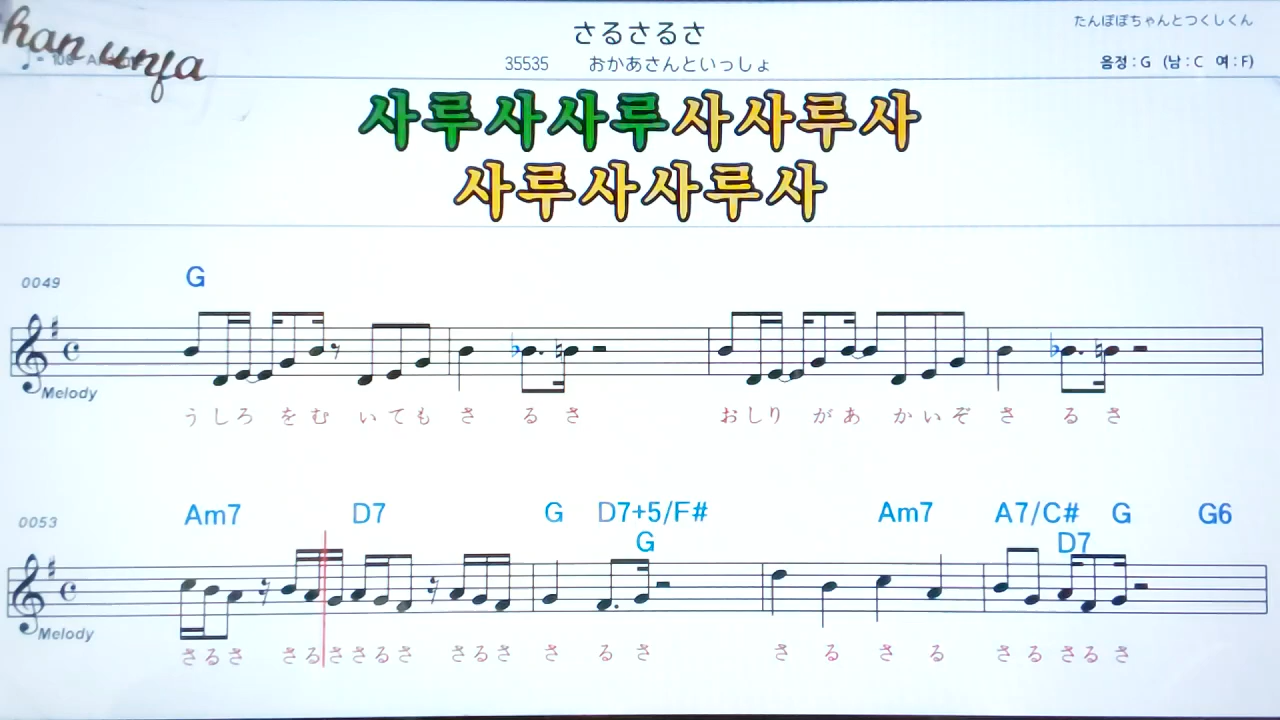 han unfa
さるさるさ
たんぽぽちゃんとつくしくん
35535 おかあさんといっしょ
음정:G (남:C 여:F)
사루사사루사사루사
사루사사루사
0049 G
Melody
うしろをむいてもさるさ おしりがあかいぞさるさ
0053 Am7 D7 G D7+5/F# Am7 A7/C# G G6
G D7
Melody
さるさ さるさざるさ さるさ さ るさ さるさる さるさるさ